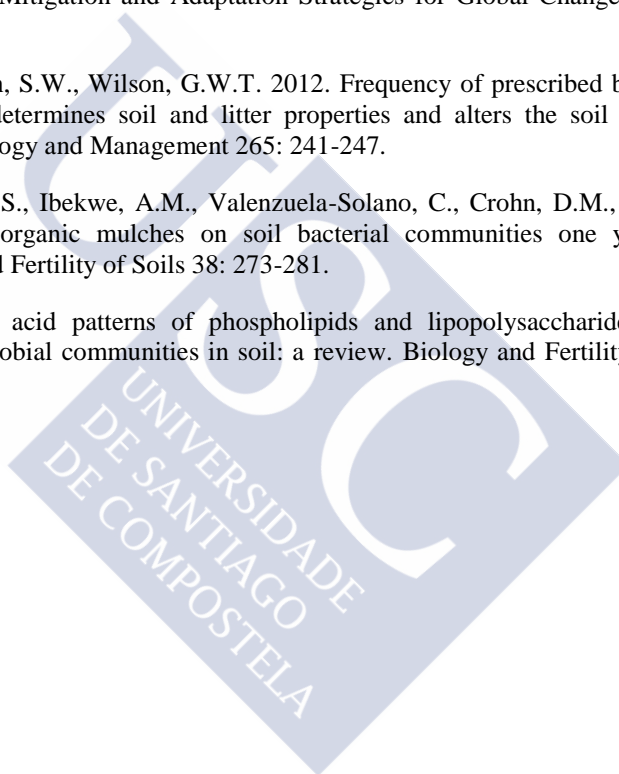 Mitigation and Adaptation Strategies for Global Change
S.W., Wilson, G.W.T. 2012. Frequency of prescribed
determines soil and litter properties and alters the soil
and Management 265: 241-247.
S., Ibekwe, A.M., Valenzuela-Solano, C., Crohn, D.M.,
organic mulches on soil bacterial communities one
Fertility of Soils 38: 273-281.
acid patterns of phospholipids and
communities in soil: a review. Biology and Fertility
USC
UNIVERSIDADE
DE SANTIAGO
DE COMPOSTELA